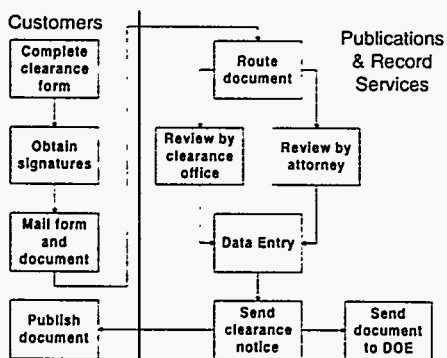 Customers
Complete
clearance
form
Obtain
signatures
Mail form
and
document
Publish
document
Publications
& Record
Services
Route
document
Review by
clearance
office
Review by
attorney
Data Entry
Send
clearance
notice
Send
document
to DOE